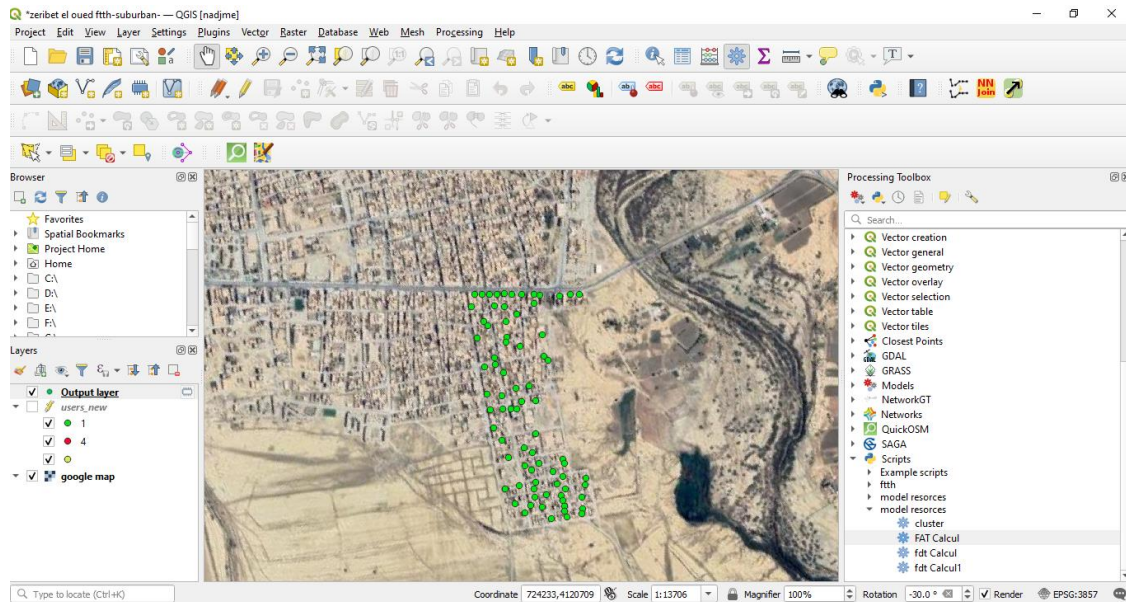 *zeribet el oued ftth-suburban- — QGIS [nadjme]
Project Edit View Layer Settings Plugins Vector Raster Database Web Mesh Processing Help
abc
abc
NN
Join
Browser
Favorites
Spatial Bookmarks
Project Home
Home
C:\
D:\
E:\
F:\
Layers
Output layer
users_new
1
4
google map
Processing Toolbox
Search...
Vector creation
Vector general
Vector geometry
Vector overlay
Vector selection
Vector table
Vector tiles
Closest Points
GDAL
GRASS
Models
NetworkGT
Networks
QuickOSM
SAGA
Scripts
Example scripts
ftth
model resorces
model resorces
cluster
FAT Calcul
fdt Calcul
fdt Calcul1
Type to locate (Ctrl+K)
Coordinate 724233,4120709 Scale 1:13706 Magnifier 100% Rotation -30.0 ° Render EPSG:3857